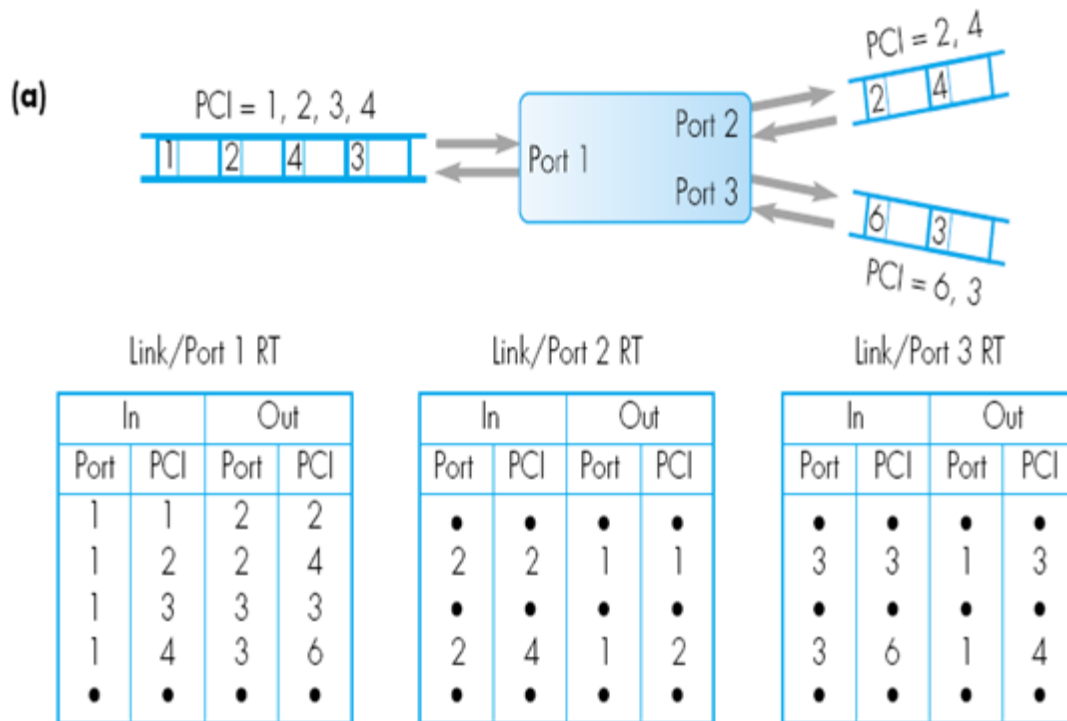 (a)
PCI = 1, 2, 3, 4
1 2 4 3
Port 1
Port 2
Port 3
PCI = 2, 4
2 4
6 3
PCI = 6, 3
Link/Port 1 RT
In Out
Port PCI Port PCI
1 1 2 2
1 2 2 4
1 3 3 3
1 4 3 6
• • • •
Link/Port 2 RT
In Out
Port PCI Port PCI
• • • •
2 2 1 1
• • • •
2 4 1 2
• • • •
Link/Port 3 RT
In Out
Port PCI Port PCI
• • • •
3 3 1 3
• • • •
3 6 1 4
• • • •